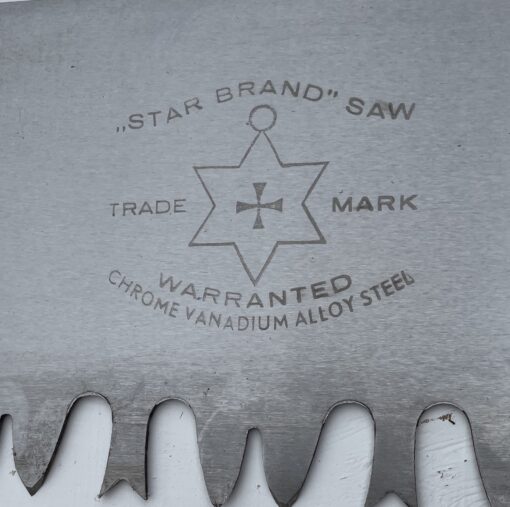 „STAR BRAND” SAW
TRADE MARK
WARRANTED
CHROME VANADIUM ALLOY STEEL